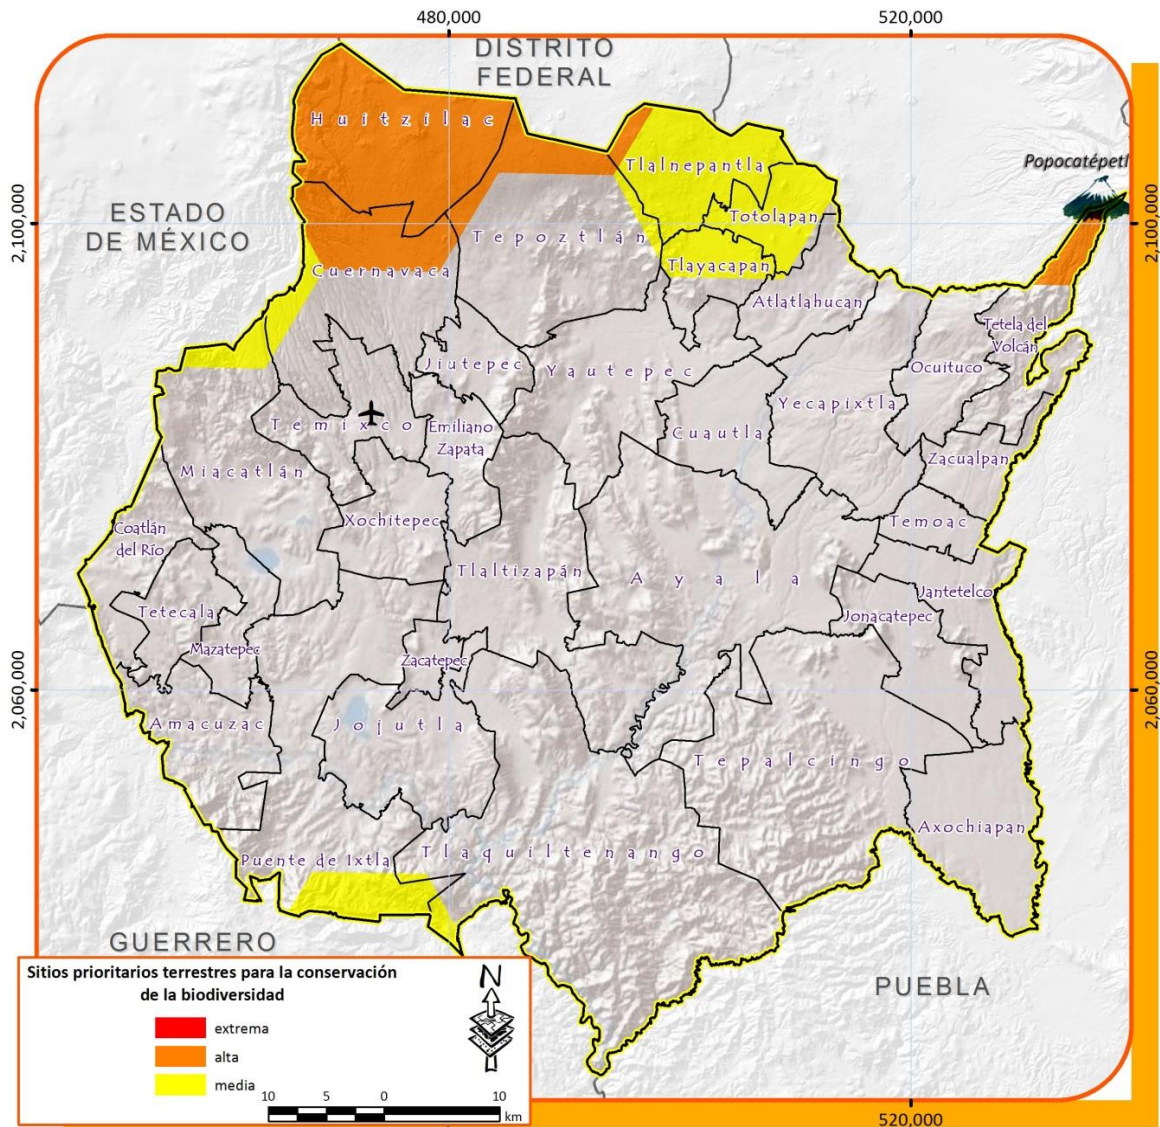 480,000
520,000
DISTRITO
FEDERAL
Huitzilac
Tlalnepantla
Popocatépetl
2,100,000
ESTADO
DE MÉXICO
Totolapan
2,100,000
Tepoztlán
Tlayacapan
Cuernavaca
Atlatlahucan
Tetela del
Volcán
Jiutepec
Yautepec
Ocuituco
Yecapixtla
Temixco
Emiliano
Zapata
Cuautla
Zacualpan
Miacatlán
Coatlán
del Río
Xochitepec
Temoac
Tlaltizapán
Ayala
Jantetelco
Tetecala
Jonacatepec
Mazatepec
Zacatepec
2,060,000
2,060,000
Amacuzac
Jojutla
Tepalcingo
Axochiapan
Puente de Ixtla
Tlaquiltenango
GUERRERO
PUEBLA
Sitios prioritarios terrestres para la conservación
de la biodiversidad
N
extrema
alta
media
10 5 0 10
km
520,000